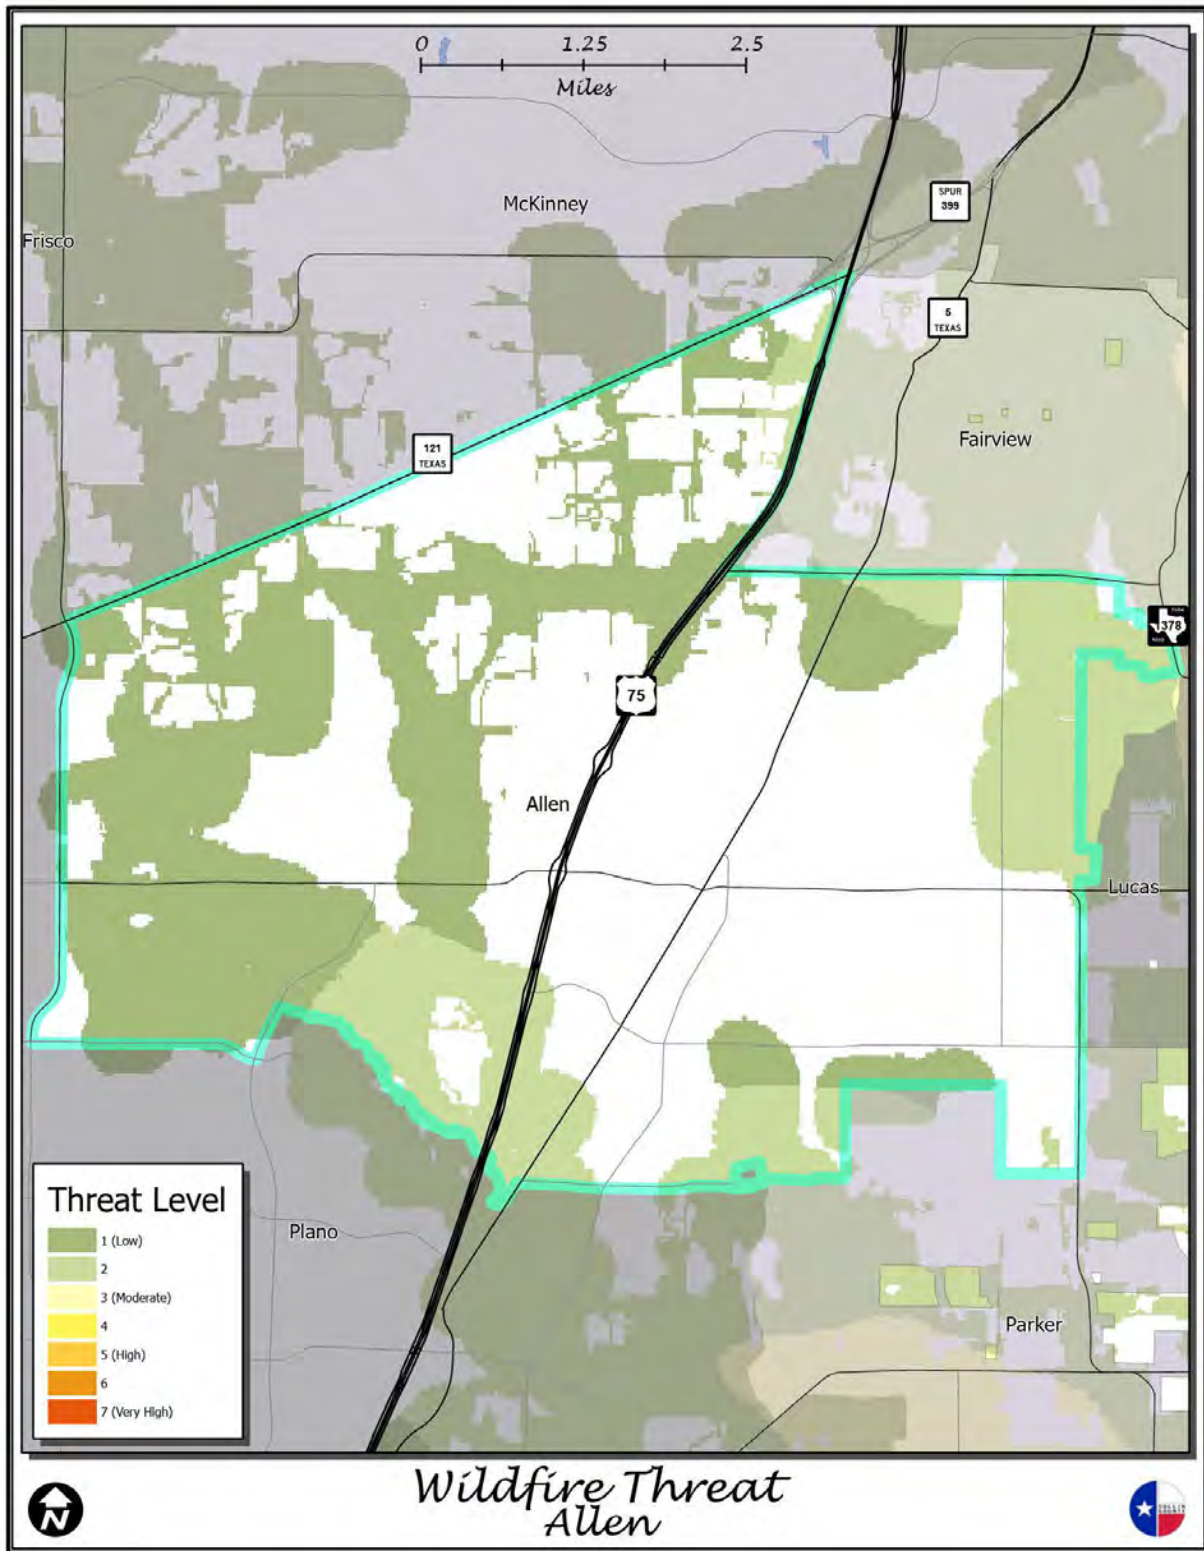 0 1.25 2.5
Miles
McKinney
SPUR
399
Frisco
5
TEXAS
121
TEXAS
Fairview
378
75
Allen
Lucas
Threat Level
1 (Low)
2
3 (Moderate)
4
5 (High)
6
7 (Very High)
Plano
Parker
N
Wildfire Threat
Allen
COLLIN
COUNTY